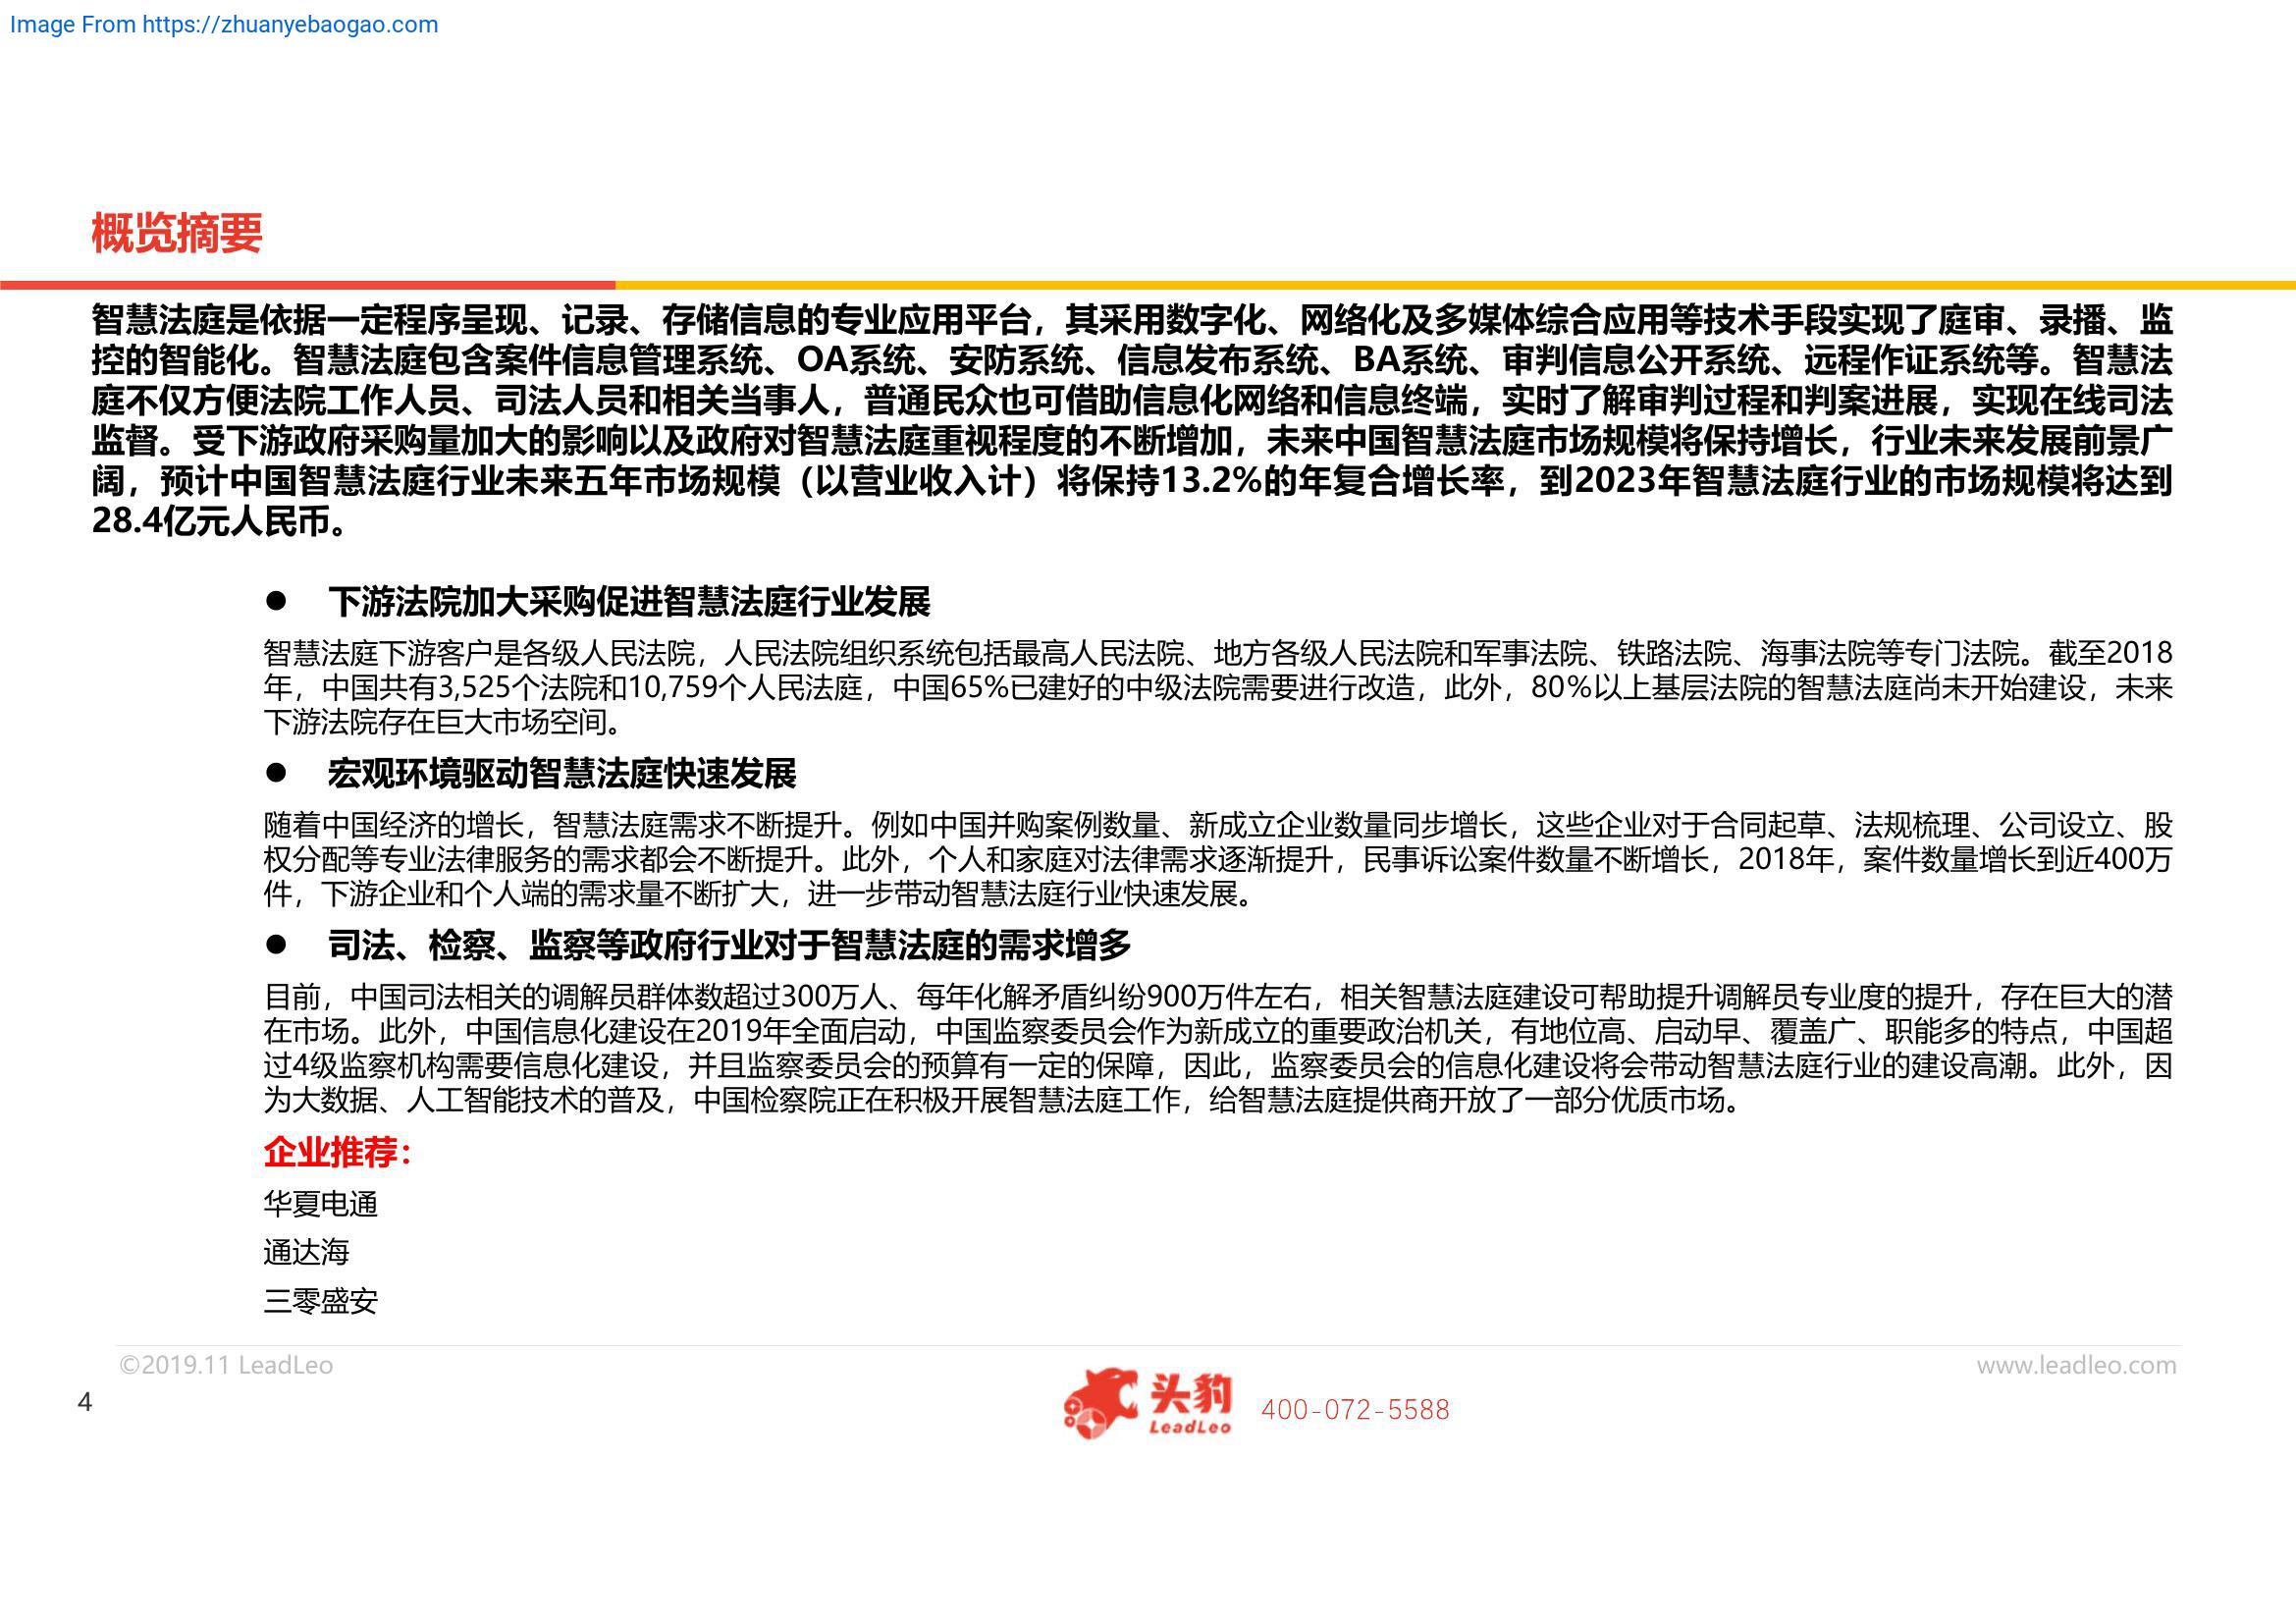 Image From https://zhuanyebaogao.com
概览摘要
智慧法庭是依据一定程序呈现、记录、存储信息的专业应用平台，其采用数字化、网络化及多媒体综合应用等技术手段实现了庭审、录播、监
控的智能化。智慧法庭包含案件信息管理系统、OA系统、安防系统、信息发布系统、BA系统、审判信息公开系统、远程作证系统等。智慧法
庭不仅方便法院工作人员、司法人员和相关当事人，普通民众也可借助信息化网络和信息终端，实时了解审判过程和判案进展，实现在线司法
监督。受下游政府采购量加大的影响以及政府对智慧法庭重视程度的不断增加，未来中国智慧法庭市场规模将保持增长，行业未来发展前景广
阔，预计中国智慧法庭行业未来五年市场规模（以营业收入计）将保持13.2%的年复合增长率，到2023年智慧法庭行业的市场规模将达到
28.4亿元人民币。
● 下游法院加大采购促进智慧法庭行业发展
智慧法庭下游客户是各级人民法院，人民法院组织系统包括最高人民法院、地方各级人民法院和军事法院、铁路法院、海事法院等专门法院。截至2018
年，中国共有3,525个法院和10,759个人民法庭，中国65%已建好的中级法院需要进行改造，此外，80%以上基层法院的智慧法庭尚未开始建设，未来
下游法院存在巨大市场空间。
● 宏观环境驱动智慧法庭快速发展
随着中国经济的增长，智慧法庭需求不断提升。例如中国并购案例数量、新成立企业数量同步增长，这些企业对于合同起草、法规梳理、公司设立、股
权分配等专业法律服务的需求都会不断提升。此外，个人和家庭对法律需求逐渐提升，民事诉讼案件数量不断增长，2018年，案件数量增长到近400万
件，下游企业和个人端的需求量不断扩大，进一步带动智慧法庭行业快速发展。
● 司法、检察、监察等政府行业对于智慧法庭的需求增多
目前，中国司法相关的调解员群体数超过300万人、每年化解矛盾纠纷900万件左右，相关智慧法庭建设可帮助提升调解员专业度的提升，存在巨大的潜
在市场。此外，中国信息化建设在2019年全面启动，中国监察委员会作为新成立的重要政治机关，有地位高、启动早、覆盖广、职能多的特点，中国超
过4级监察机构需要信息化建设，并且监察委员会的预算有一定的保障，因此，监察委员会的信息化建设将会带动智慧法庭行业的建设高潮。此外，因
为大数据、人工智能技术的普及，中国检察院正在积极开展智慧法庭工作，给智慧法庭提供商开放了一部分优质市场。
企业推荐：
华夏电通
通达海
三零盛安
©2019.11 LeadLeo
www.leadleo.com
4
头豹
LeadLeo
400-072-5588